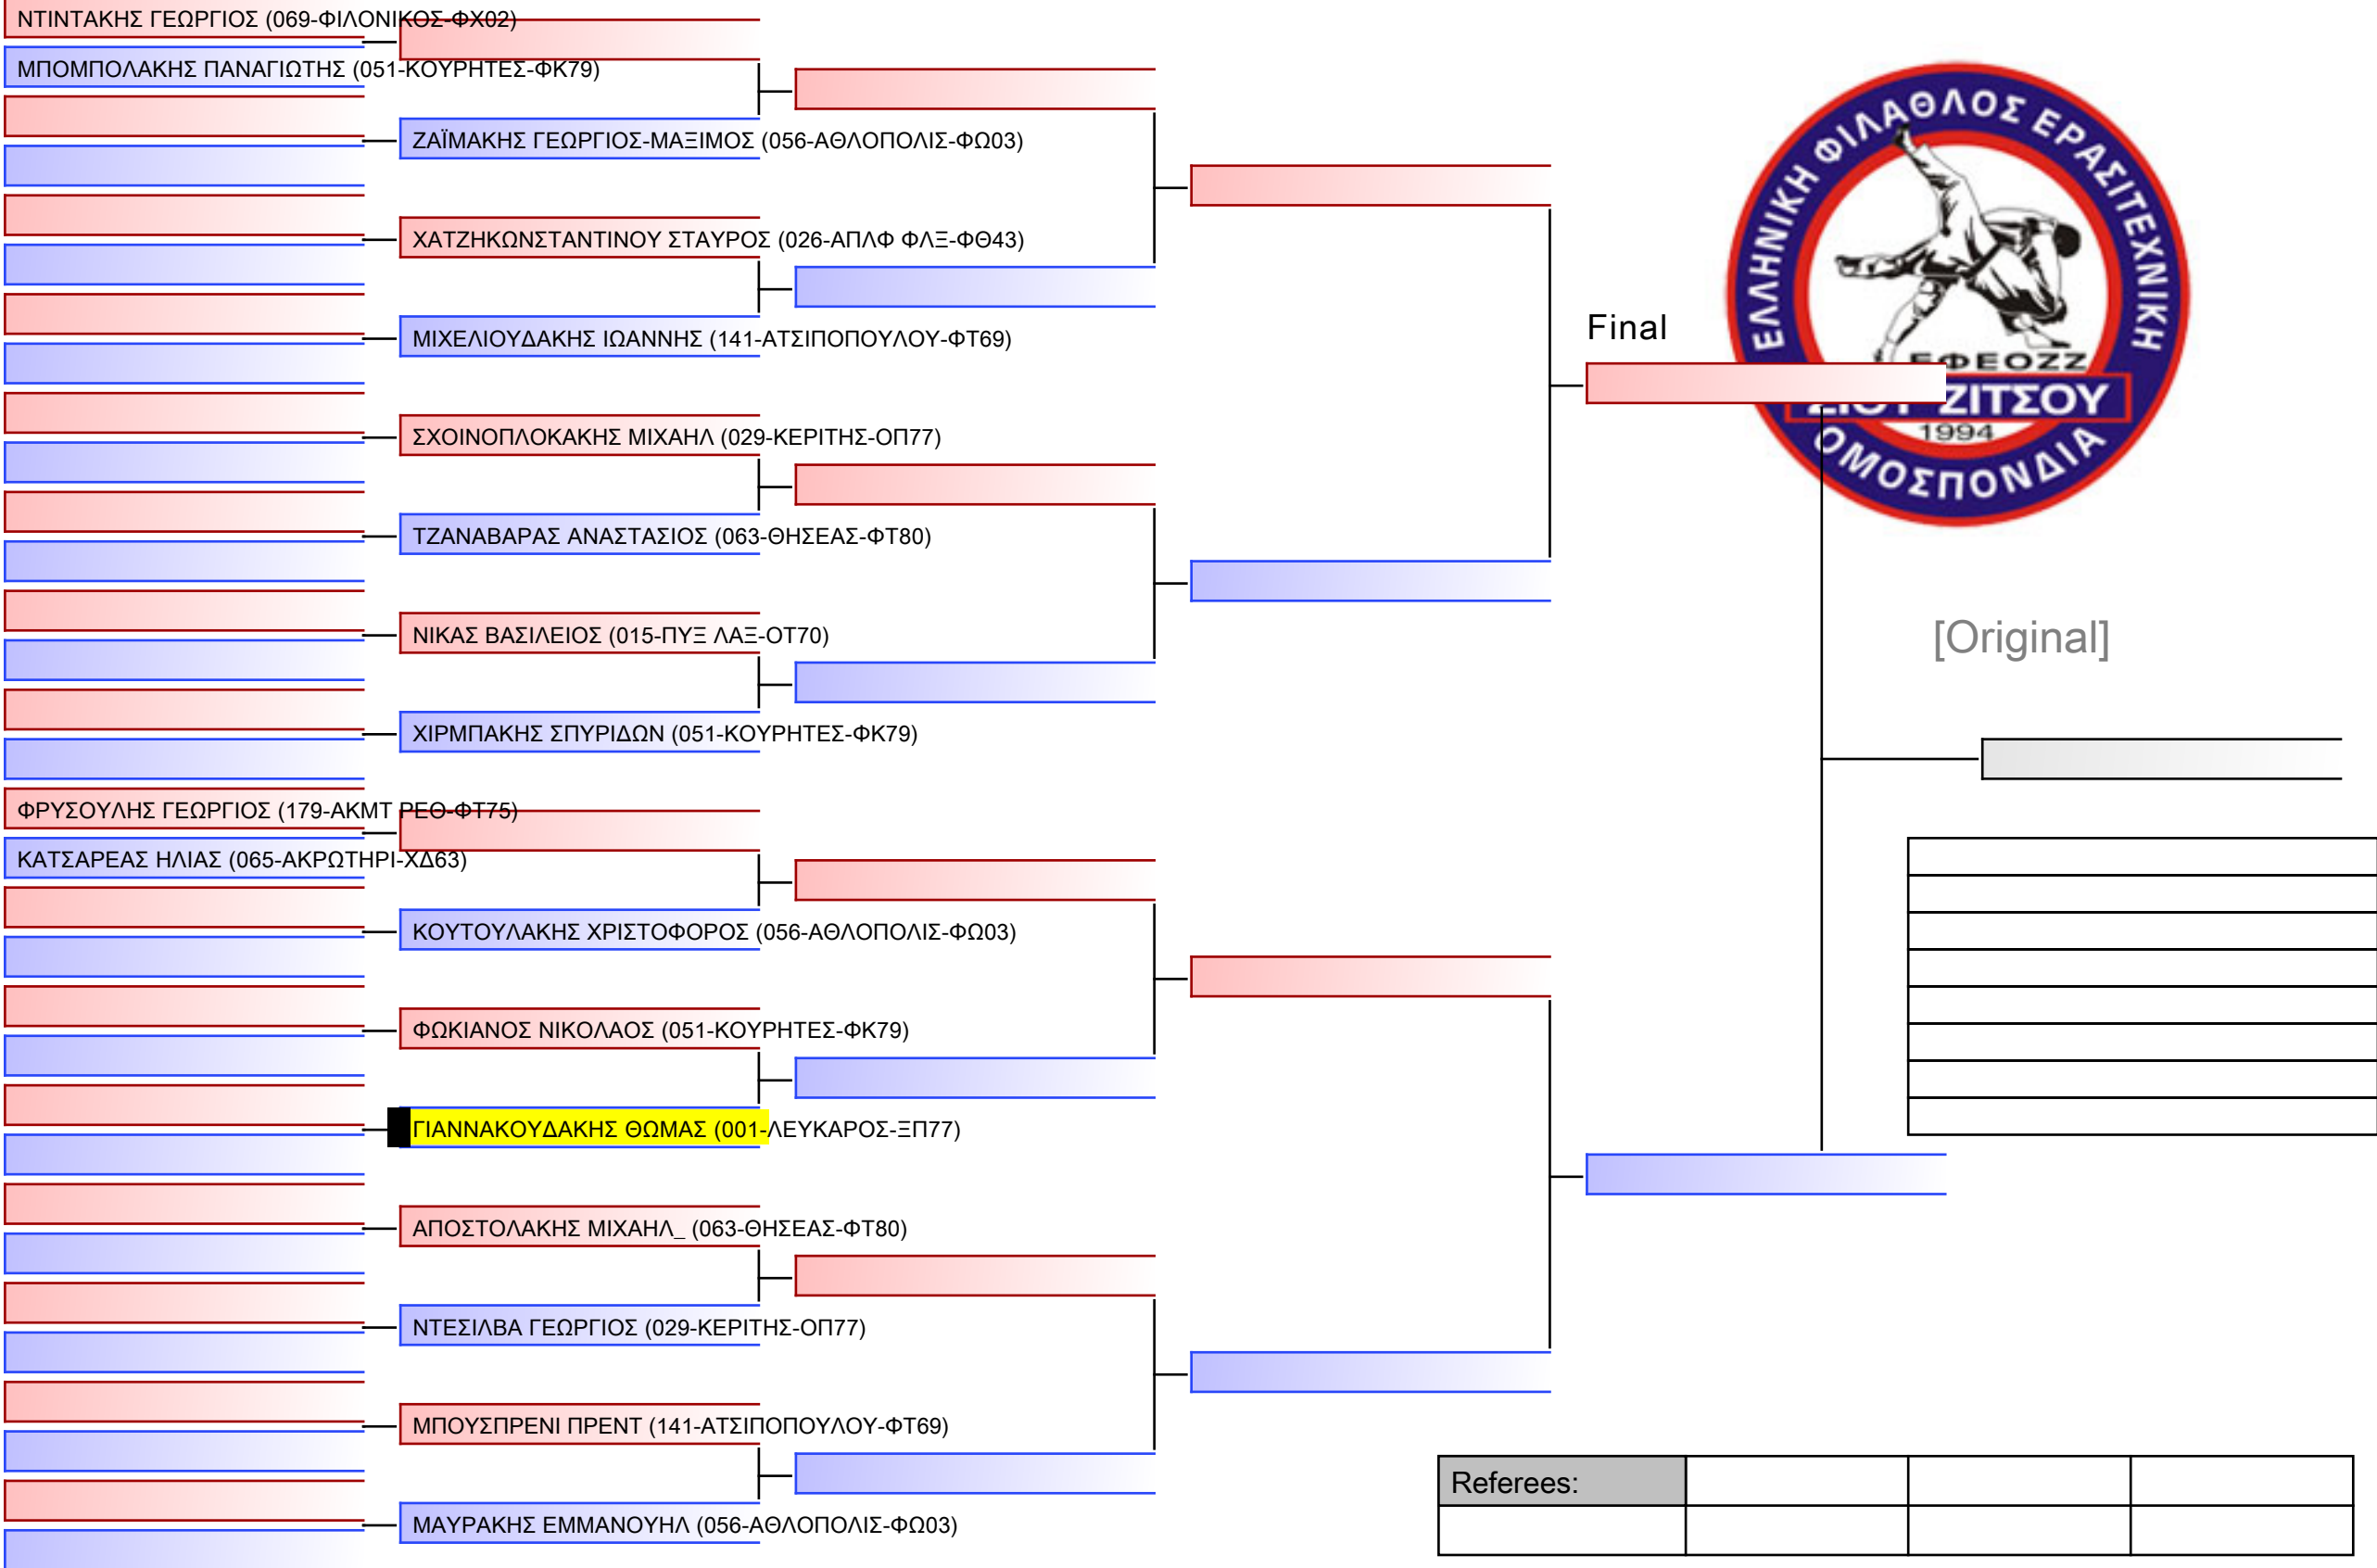 ΝΤΙΝΤΑΚΗΣ ΓΕΩΡΓΙΟΣ (069-ΦΙΛΟΝΙΚΟΣ-ΦΧ02)
ΜΠΟΜΠΟΛΑΚΗΣ ΠΑΝΑΓΙΩΤΗΣ (051-ΚΟΥΡΗΤΕΣ-ΦΚ79)
ΖΑΪΜΑΚΗΣ ΓΕΩΡΓΙΟΣ-ΜΑΞΙΜΟΣ (056-ΑΘΛΟΠΟΛΙΣ-ΦΩ03)
ΧΑΤΖΗΚΩΝΣΤΑΝΤΙΝΟΥ ΣΤΑΥΡΟΣ (026-ΑΠΛΦ ΦΛΞ-ΦΘ43)
ΜΙΧΕΛΙΟΥΔΑΚΗΣ ΙΩΑΝΝΗΣ (141-ΑΤΣΙΠΟΠΟΥΛΟΥ-ΦΤ69)
ΣΧΟΙΝΟΠΛΟΚΑΚΗΣ ΜΙΧΑΗΛ (029-ΚΕΡΙΤΗΣ-ΟΠ77)
ΤΖΑΝΑΒΑΡΑΣ ΑΝΑΣΤΑΣΙΟΣ (063-ΘΗΣΕΑΣ-ΦΤ80)
ΝΙΚΑΣ ΒΑΣΙΛΕΙΟΣ (015-ΠΥΞ ΛΑΞ-ΟΤ70)
ΧΙΡΜΠΑΚΗΣ ΣΠΥΡΙΔΩΝ (051-ΚΟΥΡΗΤΕΣ-ΦΚ79)
ΦΡΥΣΟΥΛΗΣ ΓΕΩΡΓΙΟΣ (179-ΑΚΜΤ ΡΕΘ-ΦΤ75)
ΚΑΤΣΑΡΕΑΣ ΗΛΙΑΣ (065-ΑΚΡΩΤΗΡΙ-ΧΔ63)
ΚΟΥΤΟΥΛΑΚΗΣ ΧΡΙΣΤΟΦΟΡΟΣ (056-ΑΘΛΟΠΟΛΙΣ-ΦΩ03)
ΦΩΚΙΑΝΟΣ ΝΙΚΟΛΑΟΣ (051-ΚΟΥΡΗΤΕΣ-ΦΚ79)
ΓΙΑΝΝΑΚΟΥΔΑΚΗΣ ΘΩΜΑΣ (001-ΛΕΥΚΑΡΟΣ-ΞΠ77)
ΑΠΟΣΤΟΛΑΚΗΣ ΜΙΧΑΗΛ_ (063-ΘΗΣΕΑΣ-ΦΤ80)
ΝΤΕΣΙΛΒΑ ΓΕΩΡΓΙΟΣ (029-ΚΕΡΙΤΗΣ-ΟΠ77)
ΜΠΟΥΣΠΡΕΝΙ ΠΡΕΝΤ (141-ΑΤΣΙΠΟΠΟΥΛΟΥ-ΦΤ69)
ΜΑΥΡΑΚΗΣ ΕΜΜΑΝΟΥΗΛ (056-ΑΘΛΟΠΟΛΙΣ-ΦΩ03)
Final
ΕΛΛΗΝΙΚΗ ΦΙΛΑΘΛΟΣ ΕΡΑΣΙΤΕΧΝΙΚΗ
ΕΦΕΟΖΖ
ΖΙΤΣΟΥ
1994
ΟΜΟΣΠΟΝΔΙΑ
[Original]
Referees: